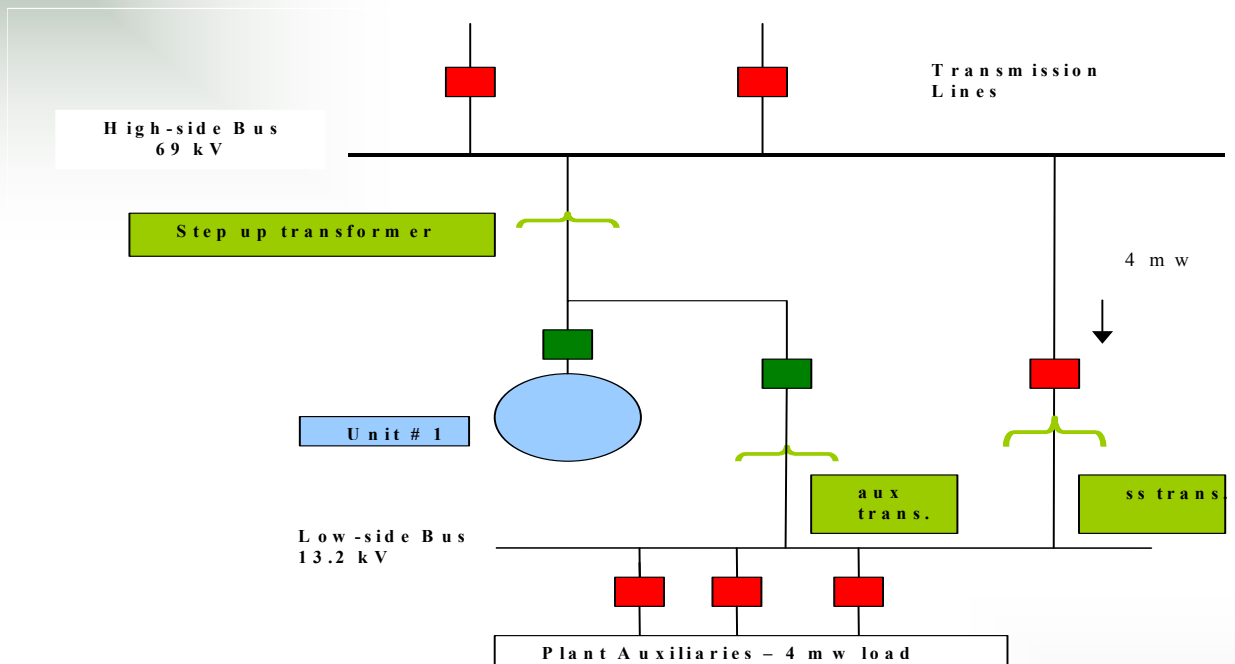 Transmission
Lines
High-side Bus
69 kV
Step up transformer
4 mw
Unit # 1
aux
trans.
ss trans.
Low-side Bus
13.2 kV
Plant Auxiliaries – 4 mw load